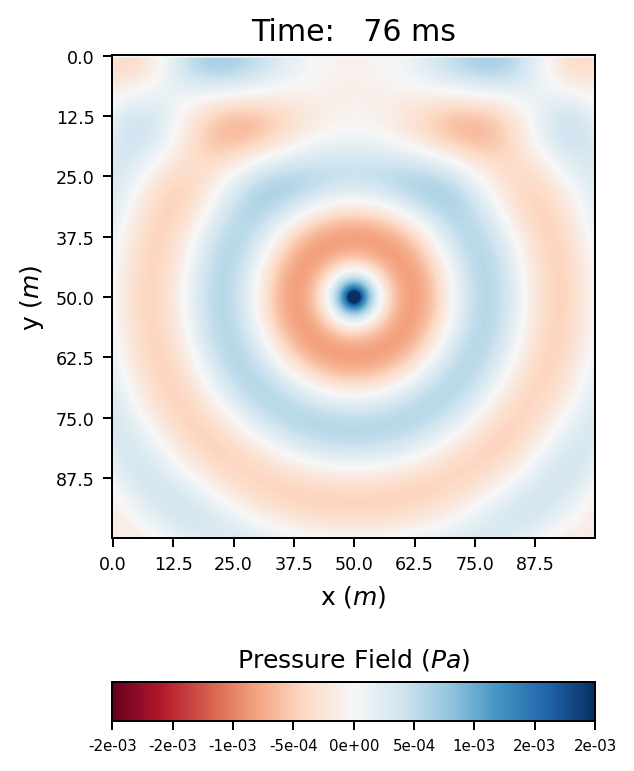 Time:   76 ms
0.0
12.5
25.0
37.5
50.0
62.5
75.0
87.5
y (m)
0.0 12.5 25.0 37.5 50.0 62.5 75.0 87.5
x (m)
Pressure Field (Pa)
-2e-03 -2e-03 -1e-03 -5e-04 0e+00 5e-04 1e-03 2e-03 2e-03